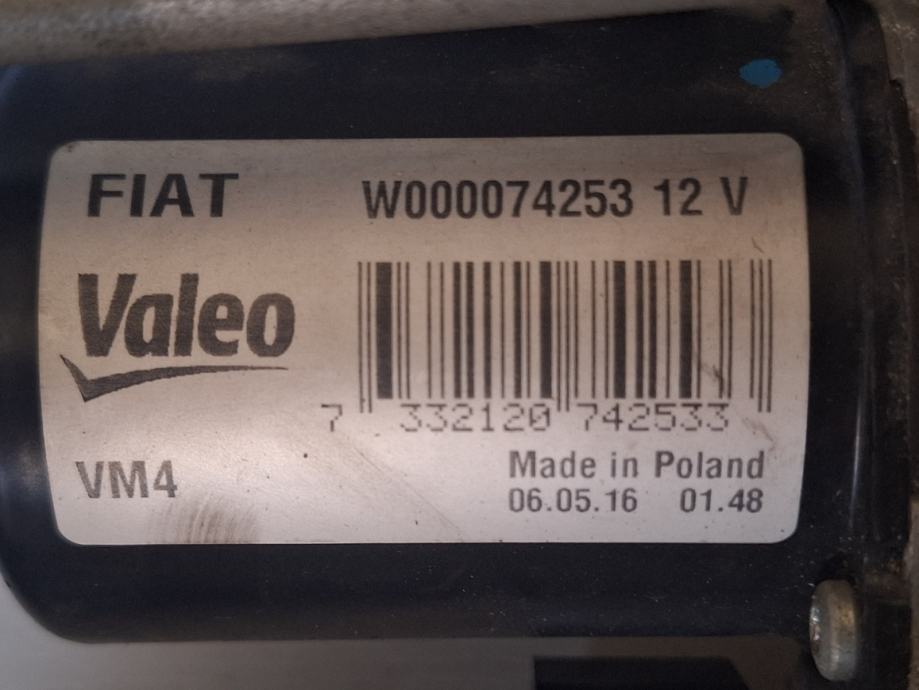 FIAT W000074253 12 V
Valeo
7 332120 742533
VM4 Made in Poland
06.05.16 01.48